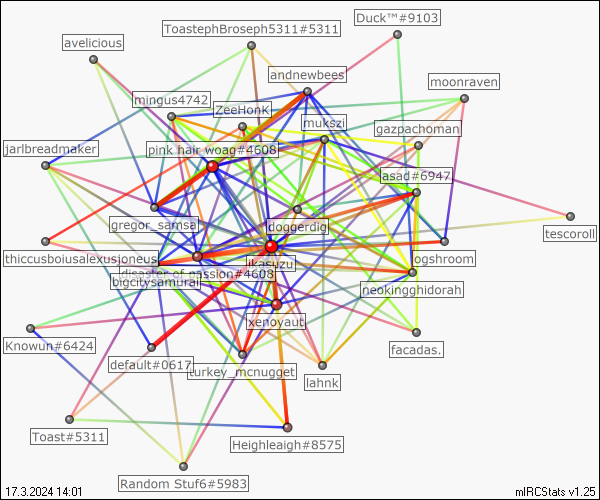 ToastephBroseph5311#5311
Duck™#9103
avelicious
andnewbees
moonraven
mingus4742
ZeeHonk
mukszi
gazpachoman
jarlbreadmaker
pink hair woag#4608
lasad#6947
gregor_samsa
doggerdig
tescoroll
thiccusboiusalexusjoneus
ikasuzu
ogshroom
disaster of passion#4608
bigcitysamurai
neokingghidorah
xenoyaut
Knowun#6424
facadas.
default#0617
turkey_mcnugget
lahnk
Toast#5311
Heighleaigh#8575
Random Stuf6#5983
17.3.2024 14:01
mIRCStats v1.25